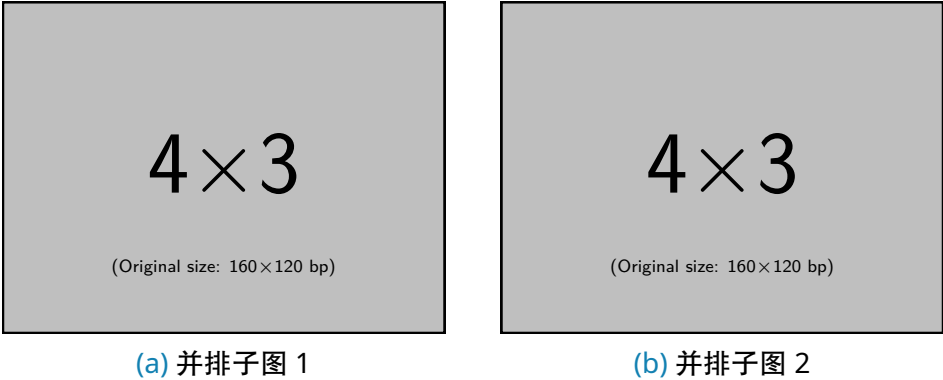 4×3
(Original size: 160×120 bp)
(a) 并排子图 1
4×3
(Original size: 160×120 bp)
(b) 并排子图 2